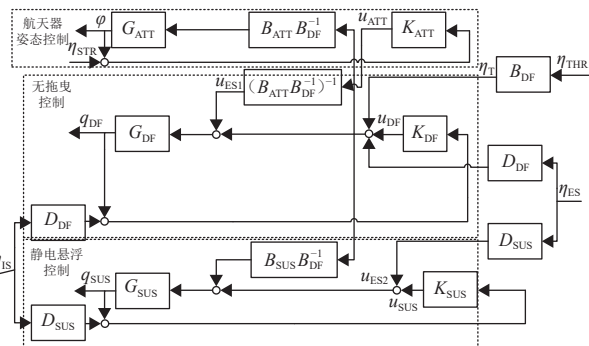 航天器
姿态控制
φ
G_ATT
B_ATT B_DF^{-1}
u_ATT
K_ATT
η_STR
无拖曳
控制
u_ES1
(B_ATT B_DF^{-1})^{-1}
η_T
B_DF
η_THR
q_DF
G_DF
u_DF
K_DF
D_DF
η_ES
D_DF
D_SUS
静电悬浮
控制
IS
q_SUS
G_SUS
B_SUS B_DF^{-1}
u_ES2
u_SUS
K_SUS
D_SUS